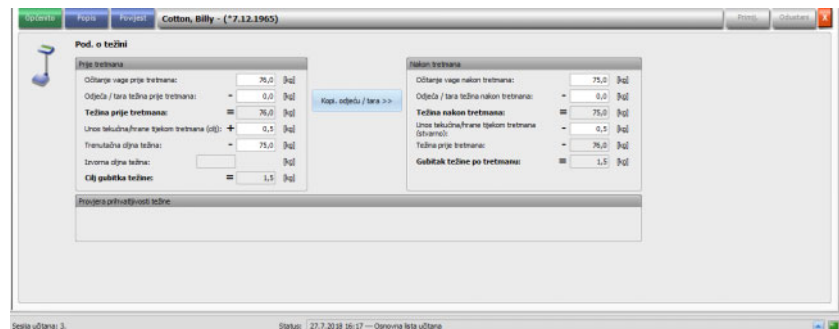 Općenito Popis Povijest Cotton, Billy - (*7.12.1965) Primij. Odustani X
Pod. o težini
Prije tretmana
Očitanje vage prije tretmana: 76,0 [kg]
Odjeća / tara težina prije tretmana: - 0,0 [kg]
Težina prije tretmana: = 76,0 [kg]
Unos tekućina/hrane tijekom tretmana (cilj): + 0,5 [kg]
Trenutačna ciljna težina: - 75,0 [kg]
Izvorna ciljna težina: [kg]
Cilj gubitka težine: = 1,5 [kg]
Kopi. odjeću / tara >>
Nakon tretmana
Očitanje vage nakon tretmana: 75,0 [kg]
Odjeća / tara težina nakon tretmana: - 0,0 [kg]
Težina nakon tretmana: = 75,0 [kg]
Unos tekućina/hrane tijekom tretmana
(stvarno): - 0,5 [kg]
Težina prije tretmana: - 76,0 [kg]
Gubitak težine po tretmanu: = 1,5 [kg]
Provjera prihvatljivosti težine
Sesija učitana: 3. Status: 27.7.2018 16:17 --- Osnovna lista učitana